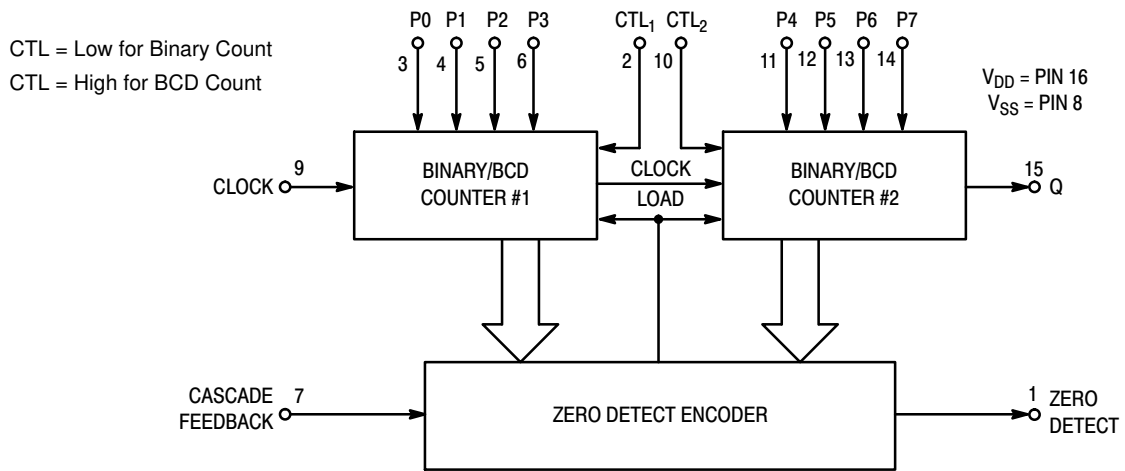 CTL = Low for Binary Count
CTL = High for BCD Count
P0 P1 P2 P3 CTL1 CTL2 P4 P5 P6 P7
3 4 5 6 2 10 11 12 13 14
VDD = PIN 16
VSS = PIN 8
CLOCK 9
BINARY/BCD
COUNTER #1
CLOCK
LOAD
BINARY/BCD
COUNTER #2
15
Q
CASCADE
FEEDBACK
7
ZERO DETECT ENCODER
1
ZERO
DETECT